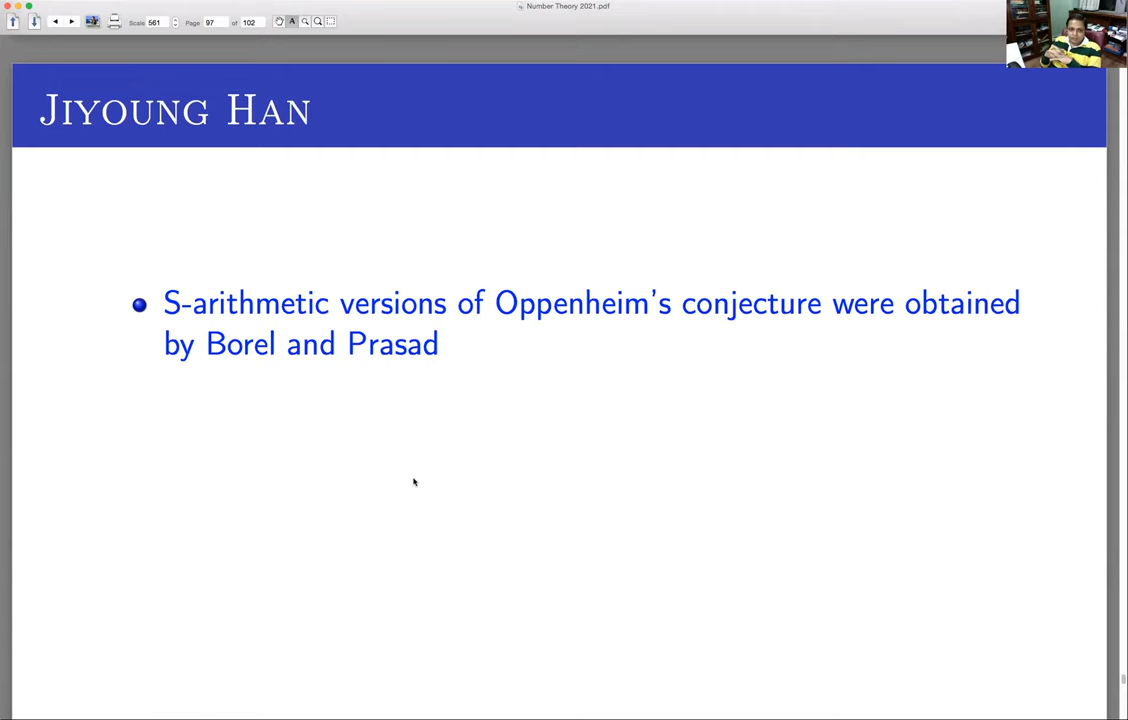 Number Theory 2021.pdf
Scale 561 Page 97 of 102
JIYOUNG HAN
S-arithmetic versions of Oppenheim's conjecture were obtained
by Borel and Prasad